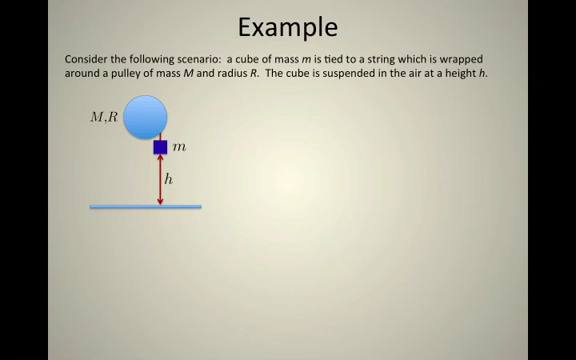 Example
Consider the following scenario: a cube of mass m is tied to a string which is wrapped
around a pulley of mass M and radius R. The cube is suspended in the air at a height h.
M,R
m
h